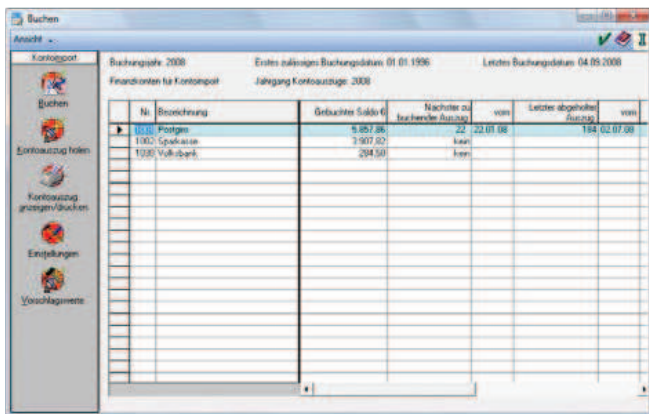 Buchen
Ansicht
Kontoimport
Buchen
Kontoauszug holen
Kontoauszug
anzeigen/drucken
Einstellungen
Vorschlagswerte
Buchungsjahr: 2008 Erstes zulässiges Buchungsdatum: 01.01.1996 Letztes Buchungsdatum: 04.09.2008
Finanzkonten für Kontoimport Jahrgang Kontoauszüge: 2008
Nr. Bezeichnung Gebuchter Saldo € Nächster zu buchender Auszug vom Letzter abgeholter Auszug vom
Postgiro 5.857,86 22 22.01.08 184 02.07.08
1002 Sparkasse 3.907,82 kein
1030 Volksbank 284,50 kein